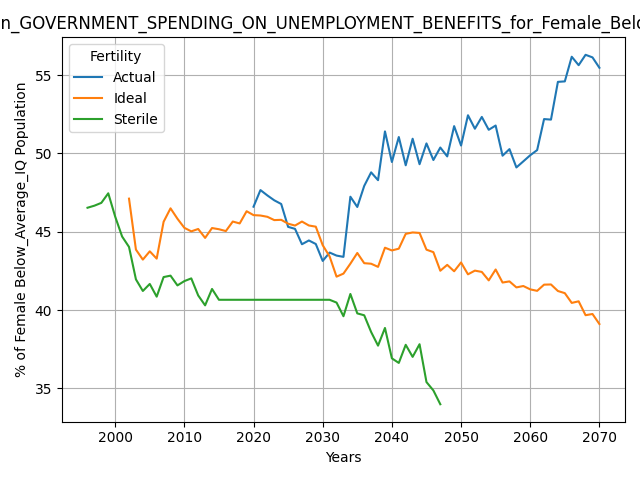 n_GOVERNMENT_SPENDING_ON_UNEMPLOYMENT_BENEFITS_for_Female_Belo
Fertility
Actual
Ideal
Sterile
% of Female Below_Average_IQ Population
55
50
45
40
35
2000 2010 2020 2030 2040 2050 2060 2070
Years